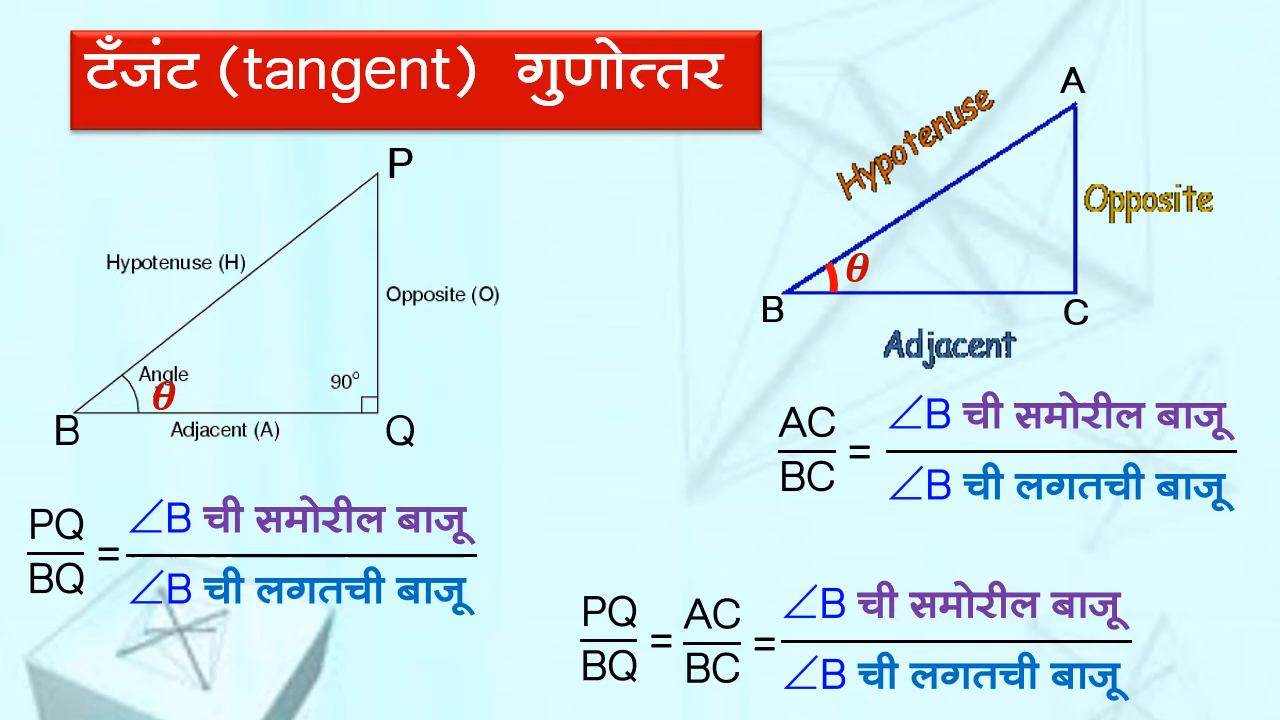 टँजंट (tangent) गुणोत्तर
P
Hypotenuse (H)
Opposite (O)
Angle
θ
90°
B
Adjacent (A)
Q
PQ/BQ = ∠B ची समोरील बाजू / ∠B ची लगतची बाजू
A
Hypotenuse
Opposite
θ
B
C
Adjacent
AC/BC = ∠B ची समोरील बाजू / ∠B ची लगतची बाजू
PQ/BQ = AC/BC = ∠B ची समोरील बाजू / ∠B ची लगतची बाजू